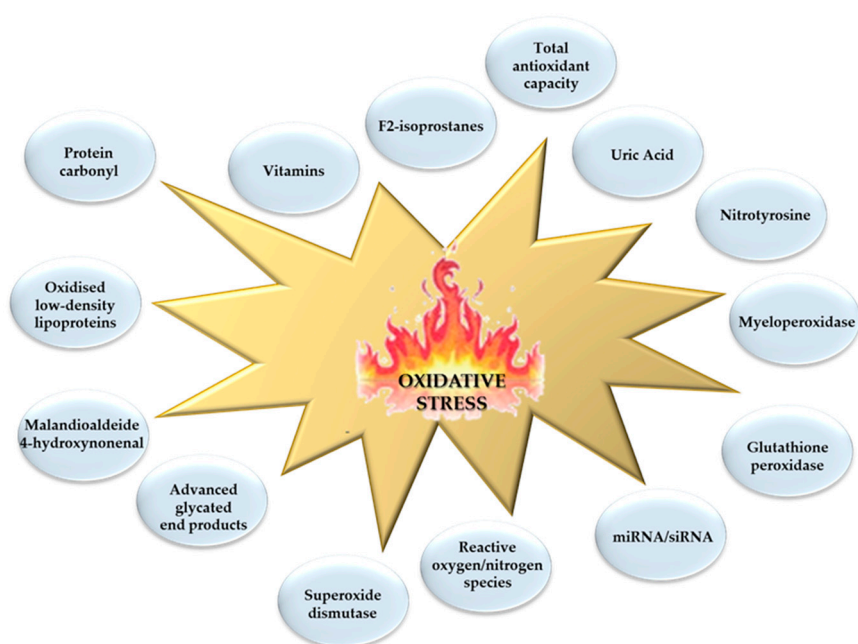 Total
antioxidant
capacity
F2-isoprostanes
Uric Acid
Protein
carbonyl
Vitamins
Nitrotyrosine
Oxidised
low-density
lipoproteins
Myeloperoxidase
OXIDATIVE
STRESS
Malandioaldeide
4-hydroxynonenal
Glutathione
peroxidase
Advanced
glycated
end products
miRNA/siRNA
Reactive
oxygen/nitrogen
species
Superoxide
dismutase